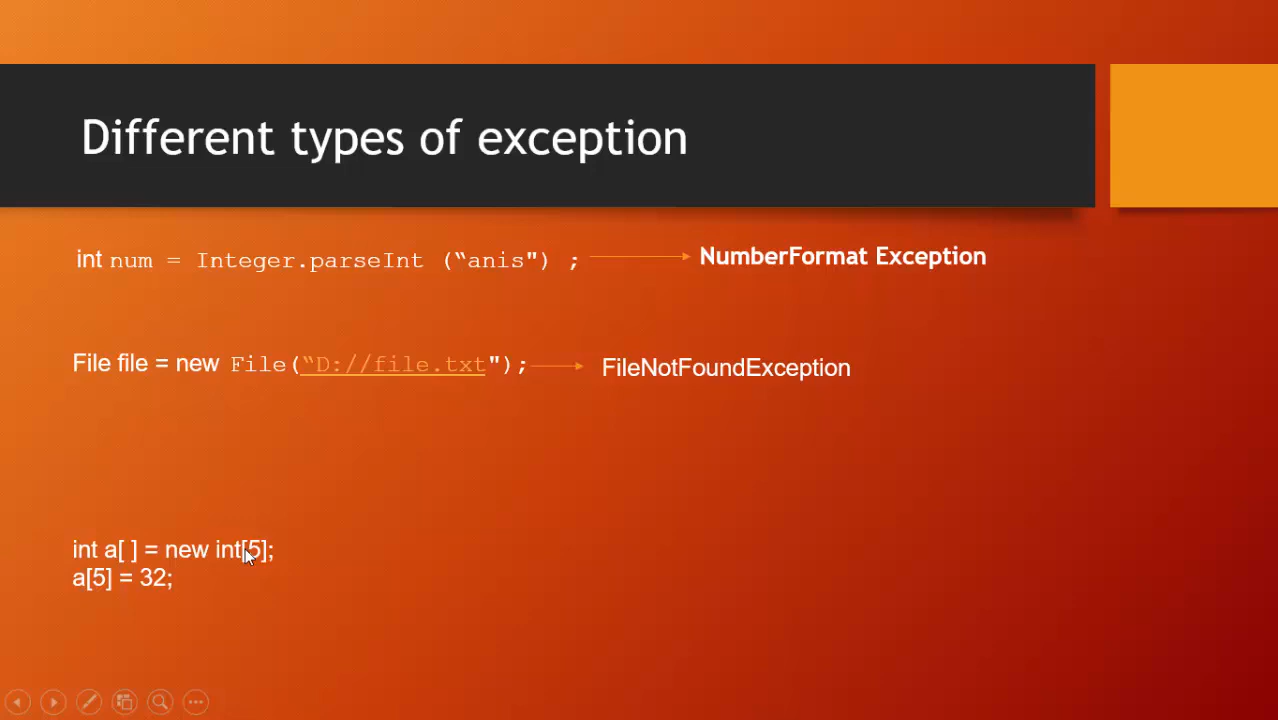 Different types of exception
int num = Integer.parseInt (“anis") ; NumberFormat Exception
File file = new File(“D://file.txt"); FileNotFoundException
int a[ ] = new int[5];
a[5] = 32;